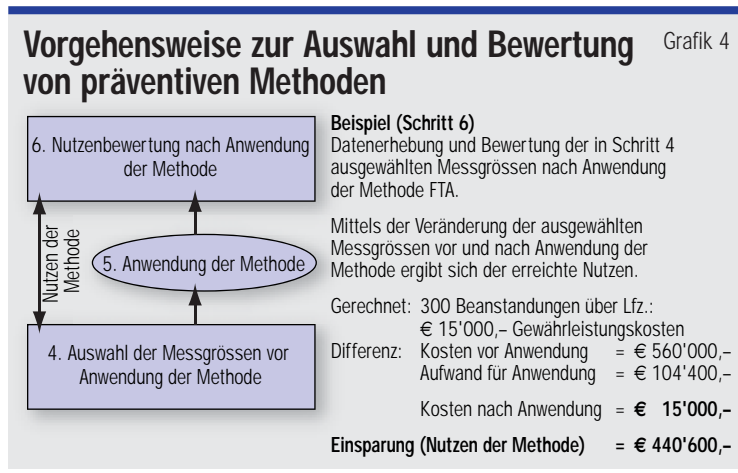 Vorgehensweise zur Auswahl und Bewertung
von präventiven Methoden
Grafik 4
6. Nutzenbewertung nach Anwendung
der Methode
Nutzen der
Methode
5. Anwendung der Methode
4. Auswahl der Messgrössen vor
Anwendung der Methode
Beispiel (Schritt 6)
Datenerhebung und Bewertung der in Schritt 4
ausgewählten Messgrössen nach Anwendung
der Methode FTA.
Mittels der Veränderung der ausgewählten
Messgrössen vor und nach Anwendung der
Methode ergibt sich der erreichte Nutzen.
Gerechnet: 300 Beanstandungen über Lfz.:
€ 15'000,– Gewährleistungskosten
Differenz: Kosten vor Anwendung = € 560'000,–
Aufwand für Anwendung = € 104'400,–
Kosten nach Anwendung = € 15'000,–
Einsparung (Nutzen der Methode) = € 440'600,–